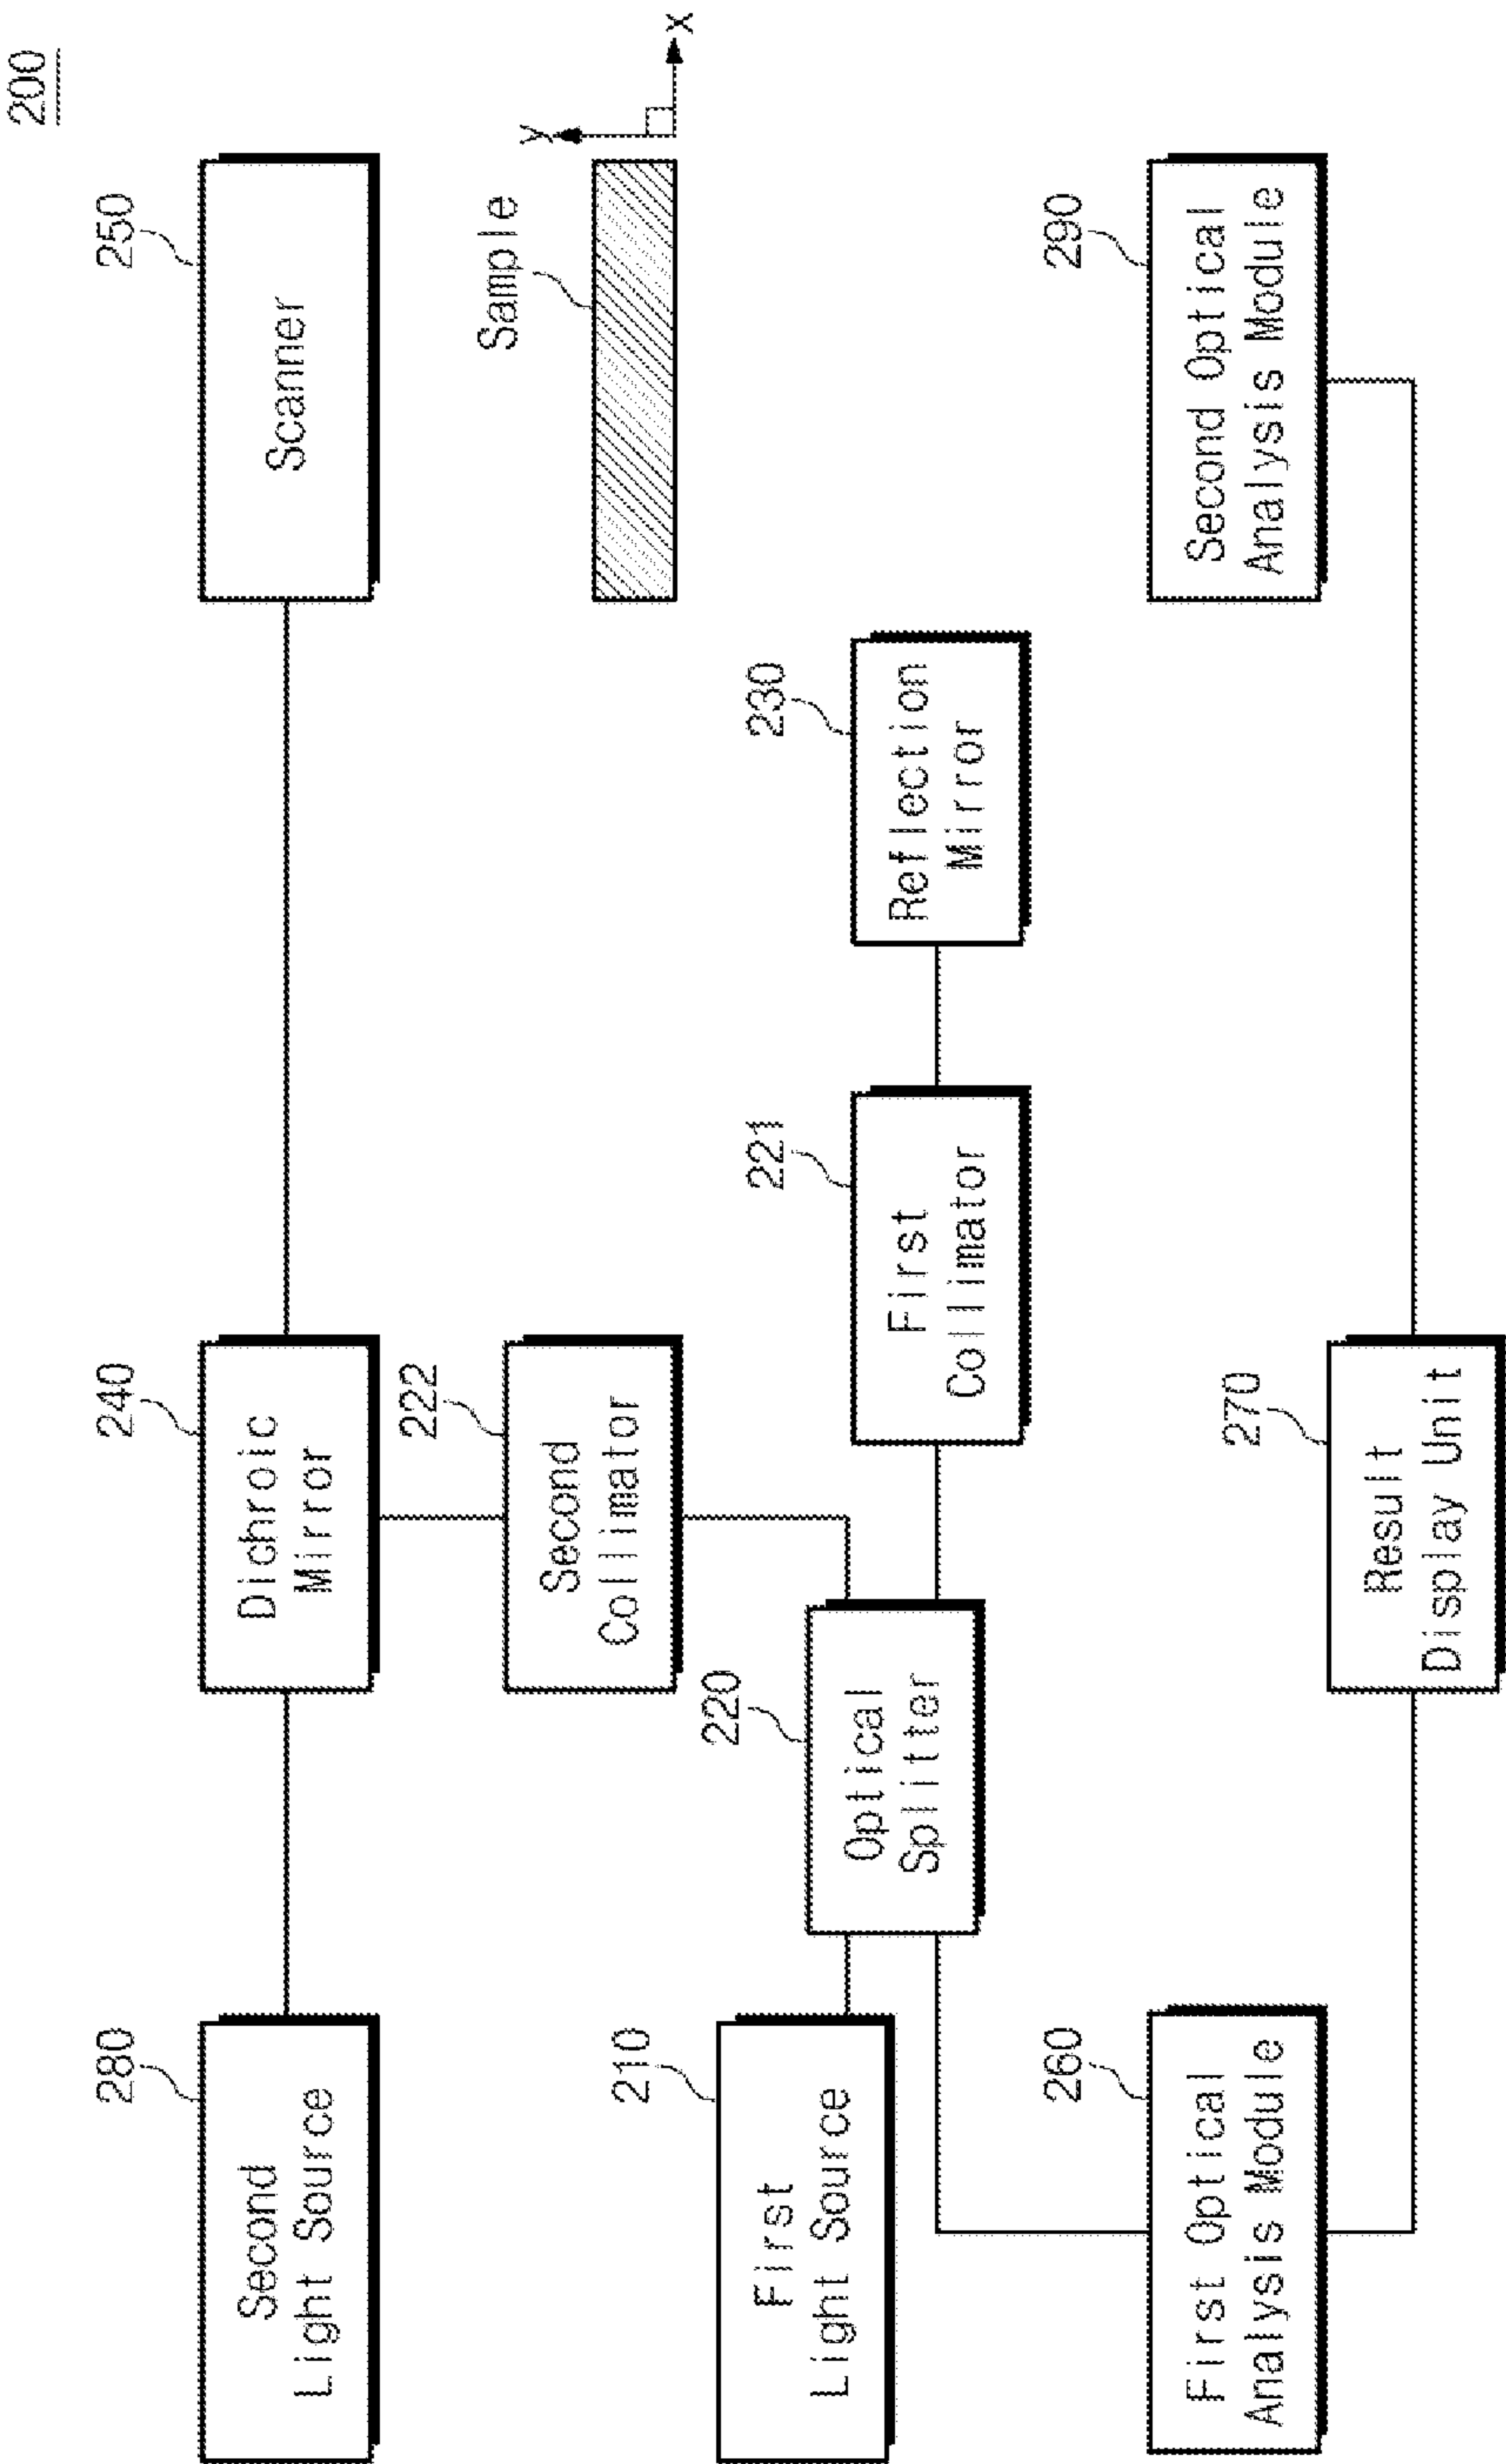 200
280
Second
Light Source
240
Dichroic
Mirror
250
Scanner
222
Second
Collimator
Sample
y
x
210
First
Light Source
220
Optical
Splitter
221
First
Collimator
230
Reflection
Mirror
260
First Optical
Analysis Module
270
Result
Display Unit
290
Second Optical
Analysis Module